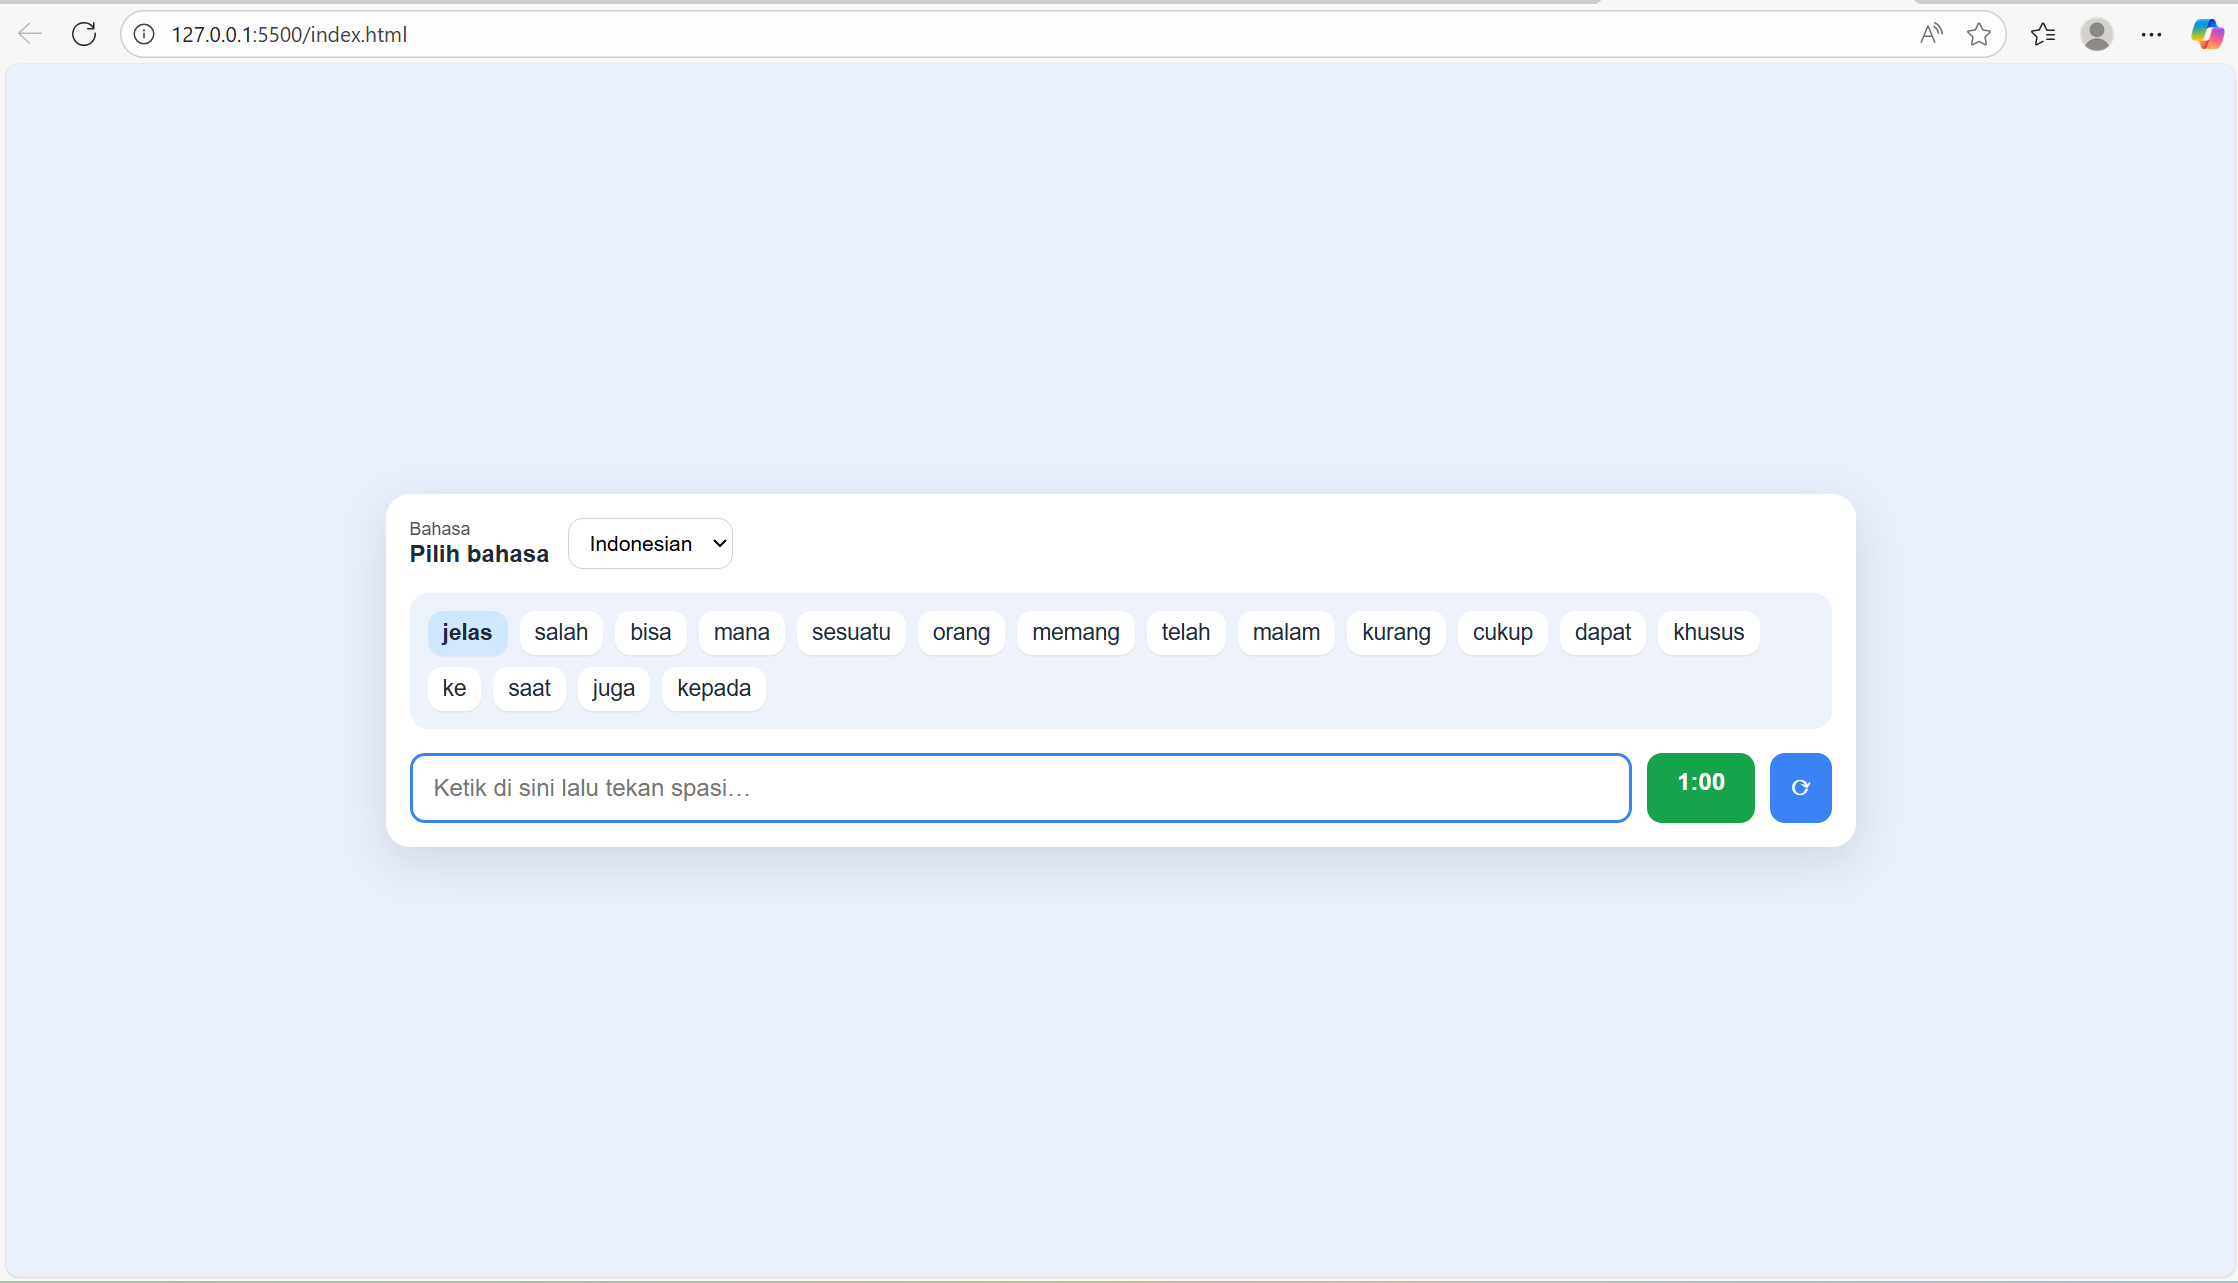 127.0.0.1:5500/index.html
Bahasa
Pilih bahasa
Indonesian
jelas salah bisa mana sesuatu orang memang telah malam kurang cukup dapat khusus
ke saat juga kepada
Ketik di sini lalu tekan spasi…
1:00